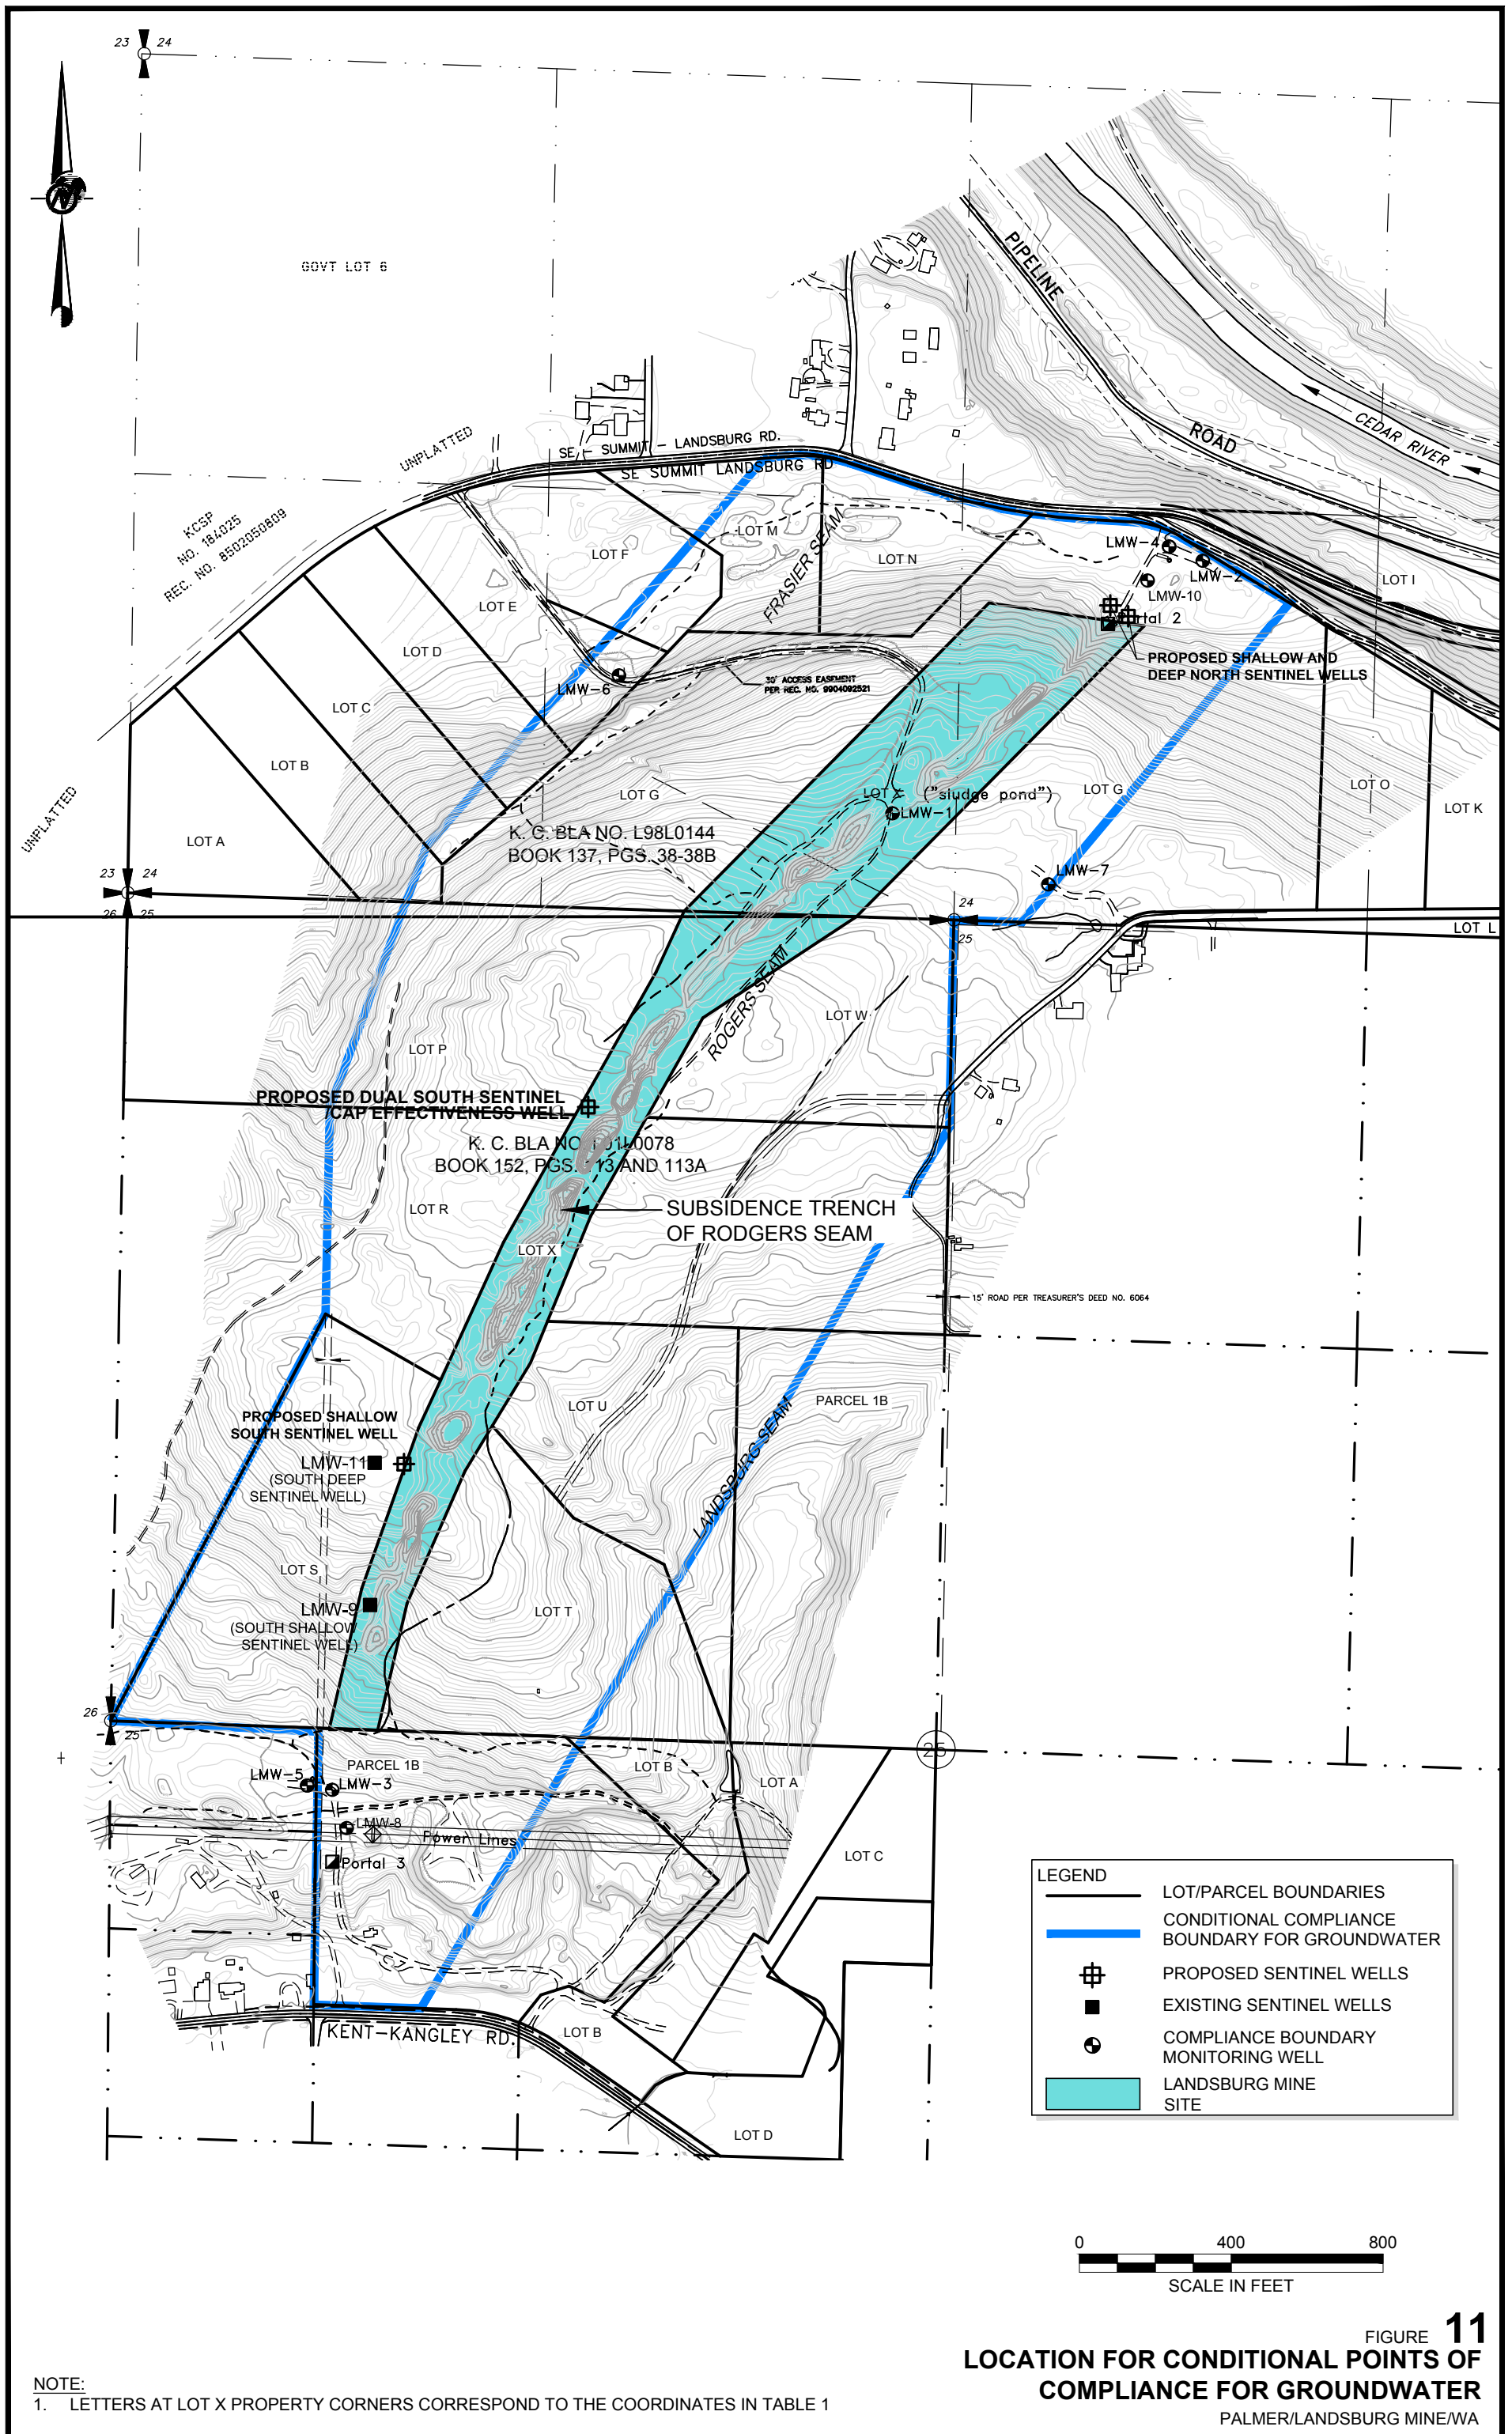 23 24
GOVT LOT 6
PIPELINE
ROAD
CEDAR RIVER
UNPLATTED
SE - SUMMIT - LANDSBURG RD.
SE SUMMIT LANDSBURG RD
KCSP
NO. 184025
REC. NO. 8502050809
LOT M
FRASIER SEAM
LOT N
LOT F
LMW-4
LMW-2
LMW-10
LOT I
LOT E
Portal 2
LOT D
PROPOSED SHALLOW AND
DEEP NORTH SENTINEL WELLS
LMW-6
30' ACCESS EASEMENT
PER REC. NO. 9904092521
LOT C
LOT B
LOT G
LOT X
("sludge pond")
LOT G
LOT O
LOT K
UNPLATTED
LOT A
LMW-1
K. C. BLA NO. L98L0144
BOOK 137, PGS. 38-38B
LMW-7
23 24
26 25
24
25
LOT L
ROGERS SEAM
LOT W
LOT P
PROPOSED DUAL SOUTH SENTINEL
/CAP EFFECTIVENESS WELL
K. C. BLA NO. L01L0078
BOOK 152, PGS. 113 AND 113A
LOT R
SUBSIDENCE TRENCH
OF RODGERS SEAM
LOT X
15' ROAD PER TREASURER'S DEED NO. 6064
LOT U
PARCEL 1B
PROPOSED SHALLOW
SOUTH SENTINEL WELL
LANDSBURG SEAM
LMW-11
(SOUTH DEEP
SENTINEL WELL)
LOT S
LMW-9
(SOUTH SHALLOW
SENTINEL WELL)
LOT T
26
25
25
PARCEL 1B
LOT B
LOT A
LMW-5
LMW-3
LMW-8
Power Lines
Portal 3
LOT C
KENT-KANGLEY RD.
LOT B
LOT D
LEGEND
LOT/PARCEL BOUNDARIES
CONDITIONAL COMPLIANCE
BOUNDARY FOR GROUNDWATER
PROPOSED SENTINEL WELLS
EXISTING SENTINEL WELLS
COMPLIANCE BOUNDARY
MONITORING WELL
LANDSBURG MINE
SITE
0 400 800
SCALE IN FEET
FIGURE 11
LOCATION FOR CONDITIONAL POINTS OF
COMPLIANCE FOR GROUNDWATER
PALMER/LANDSBURG MINE/WA
NOTE:
1. LETTERS AT LOT X PROPERTY CORNERS CORRESPOND TO THE COORDINATES IN TABLE 1